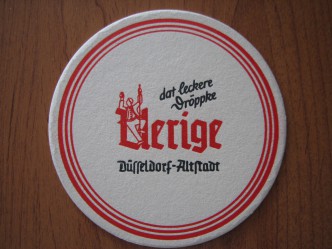 dat leckere
Dröppke
Uerige
Düsseldorf-Altstadt